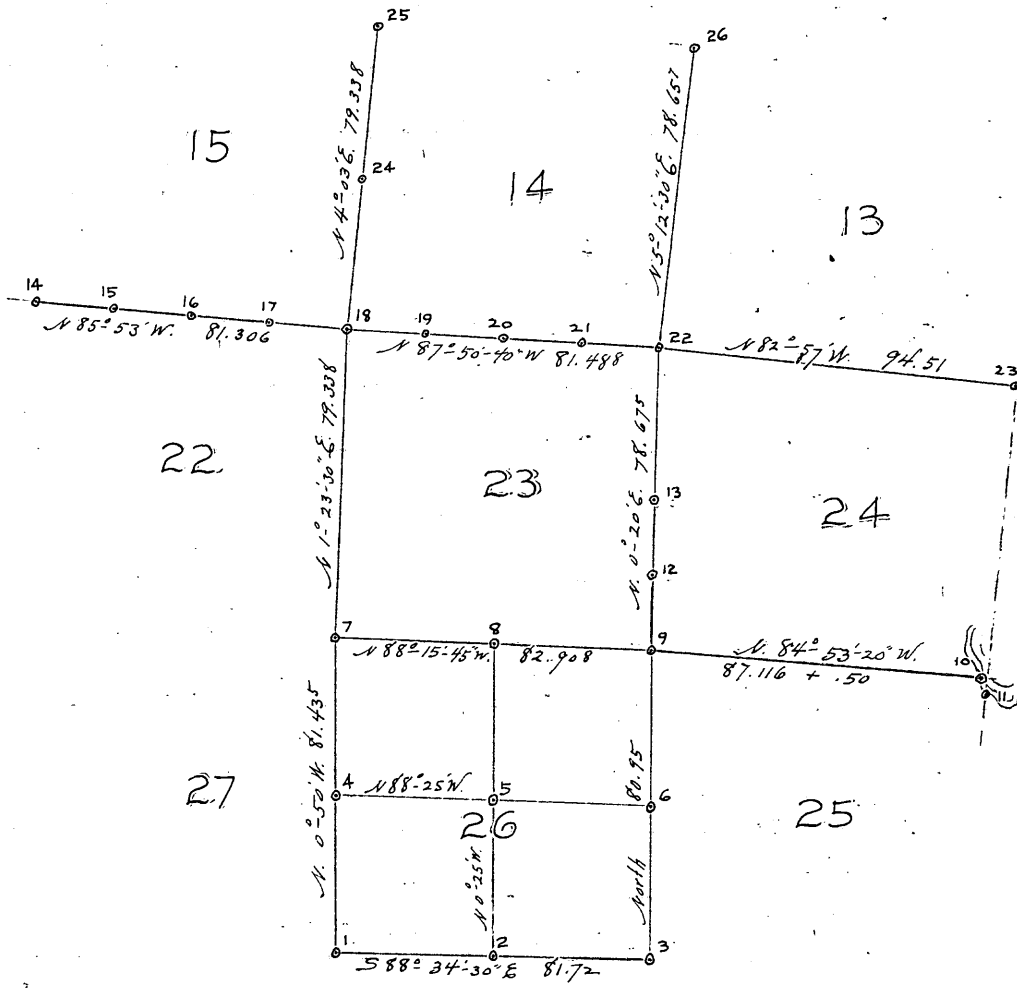 25
26
N 4°-03'E. 79.338
N 5°-12'-30"E. 78.657
15
24
14
13
14
15
16
17
18
19
20
21
22
23
N 85°-53'W. 81.306
N 87°-50'-40"W 81.488
N 82°-57'W. 94.51
N 1°-23'-30"E. 79.338
N. 0°-20'E. 78.675
22.
23
24
13
12
7
8
9
10
11
N 88°-15'-45"W. 82.908
N. 84°-53'-20"W.
87.116 + .50
N. 0°-50'W. 81.435
80.95
27
4
N 88°-25'W.
5
6
26
25
N 0°-25'W.
North
1
2
3
S 88°-34'-30"E 81.72